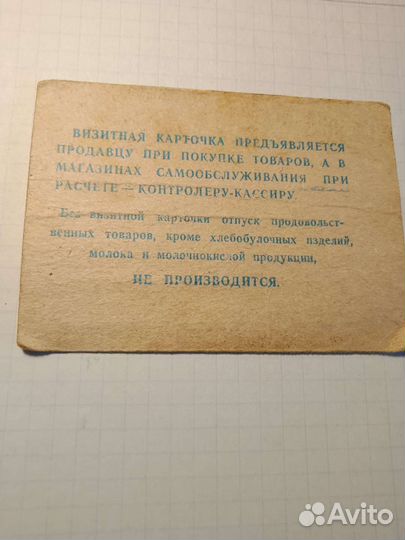 ВИЗИТНАЯ КАРТОЧКА ПРЕДЪЯВЛЯЕТСЯ
ПРОДАВЦУ ПРИ ПОКУПКЕ ТОВАРОВ, А В
МАГАЗИНАХ САМООБСЛУЖИВАНИЯ ПРИ
РАСЧЕТЕ — КОНТРОЛЕРУ-КАССИРУ.
Без визитной карточки отпуск продовольст-
венных товаров, кроме хлебобулочных изделий,
молока и молочнокислой продукции,
НЕ ПРОИЗВОДИТСЯ.
Avito